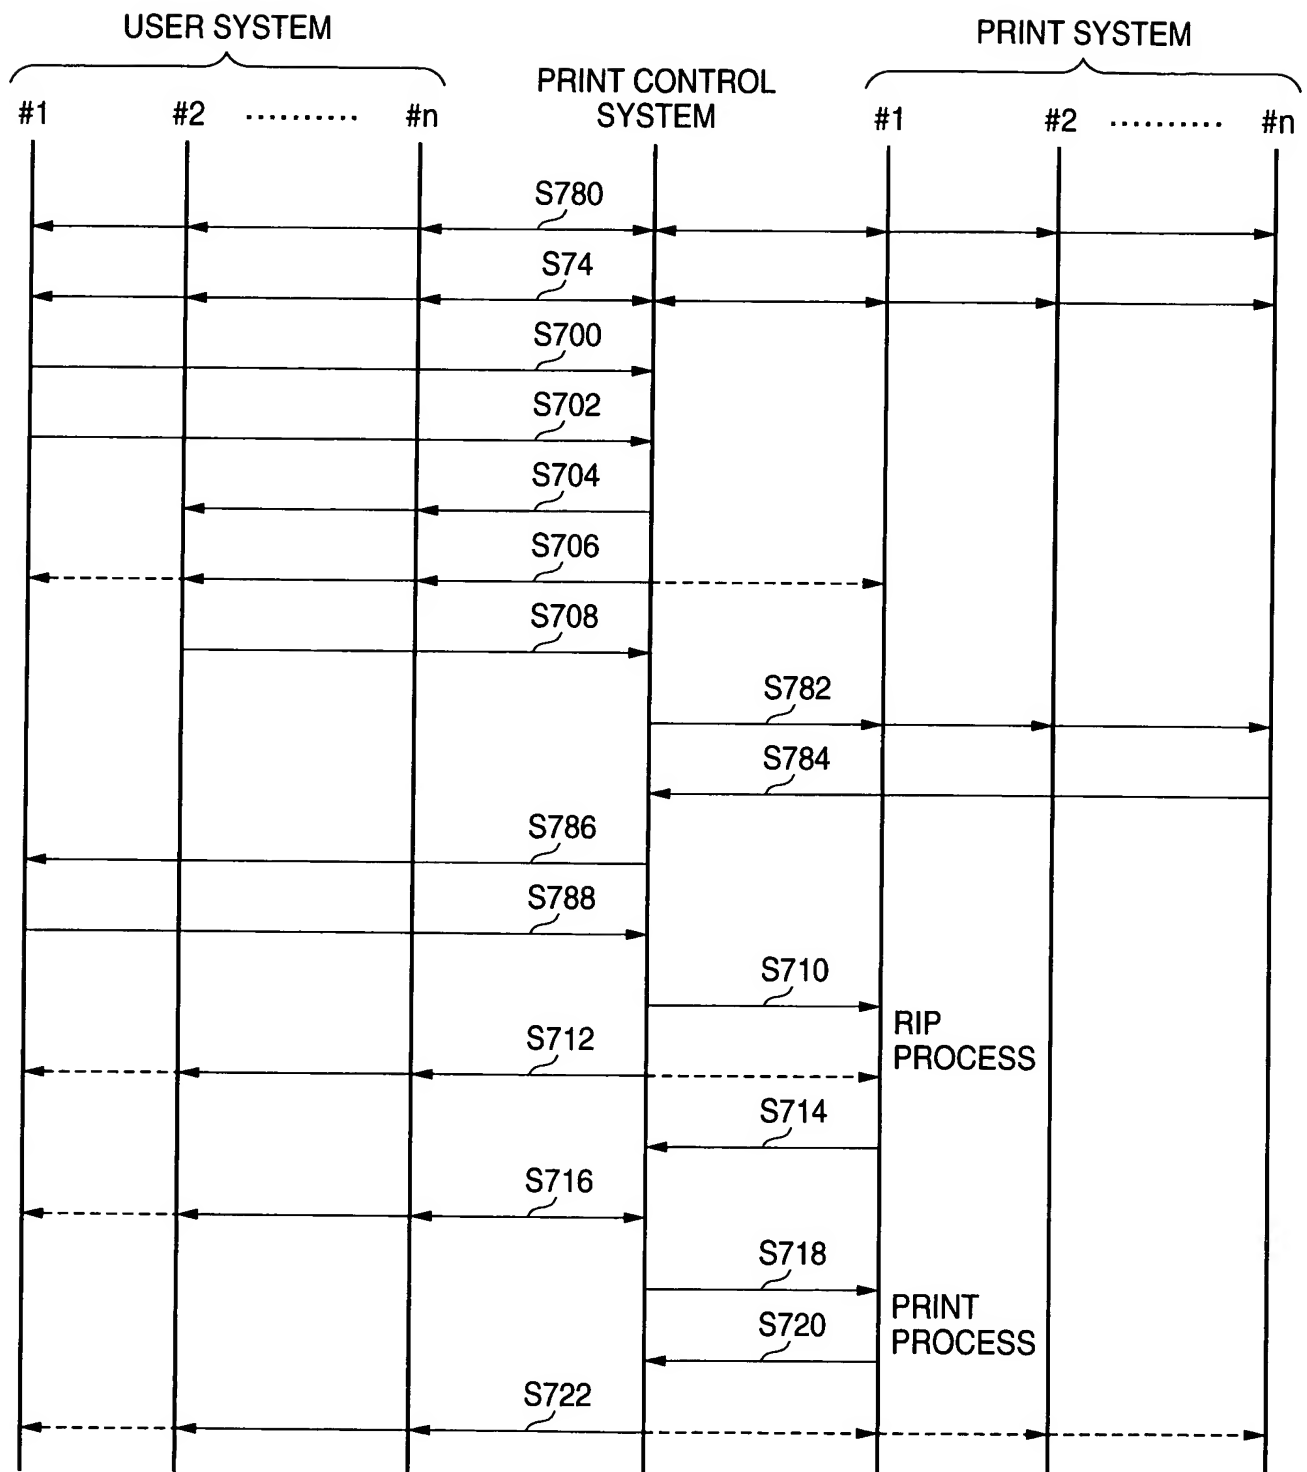 USER SYSTEM
PRINT SYSTEM
PRINT CONTROL
SYSTEM
#1 #2 .......... #n
#1 #2 .......... #n
S780
S74
S700
S702
S704
S706
S708
S782
S784
S786
S788
S710
RIP
PROCESS
S712
S714
S716
S718
PRINT
PROCESS
S720
S722